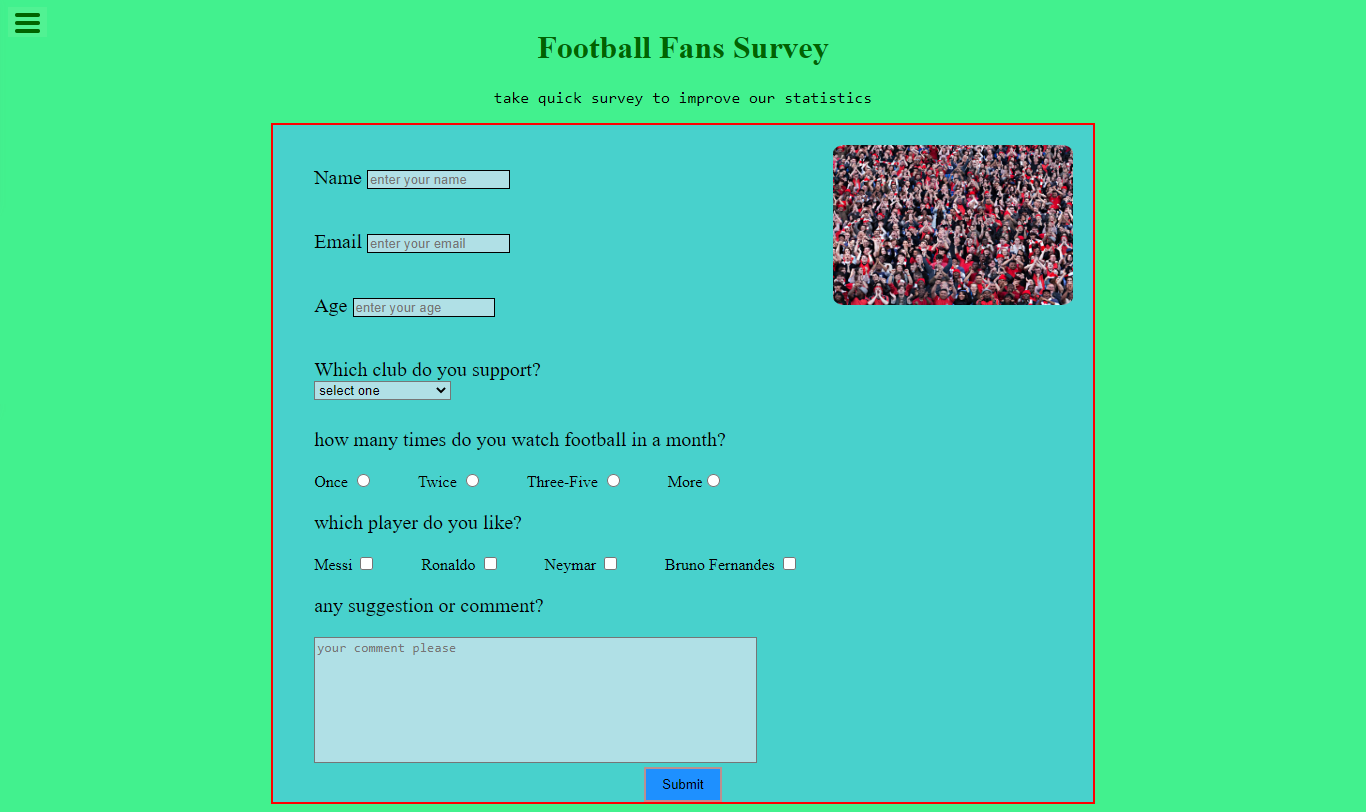 Football Fans Survey
take quick survey to improve our statistics
Name enter your name
Email enter your email
Age enter your age
Which club do you support?
select one
how many times do you watch football in a month?
Once Twice Three-Five More
which player do you like?
Messi Ronaldo Neymar Bruno Fernandes
any suggestion or comment?
your comment please
Submit